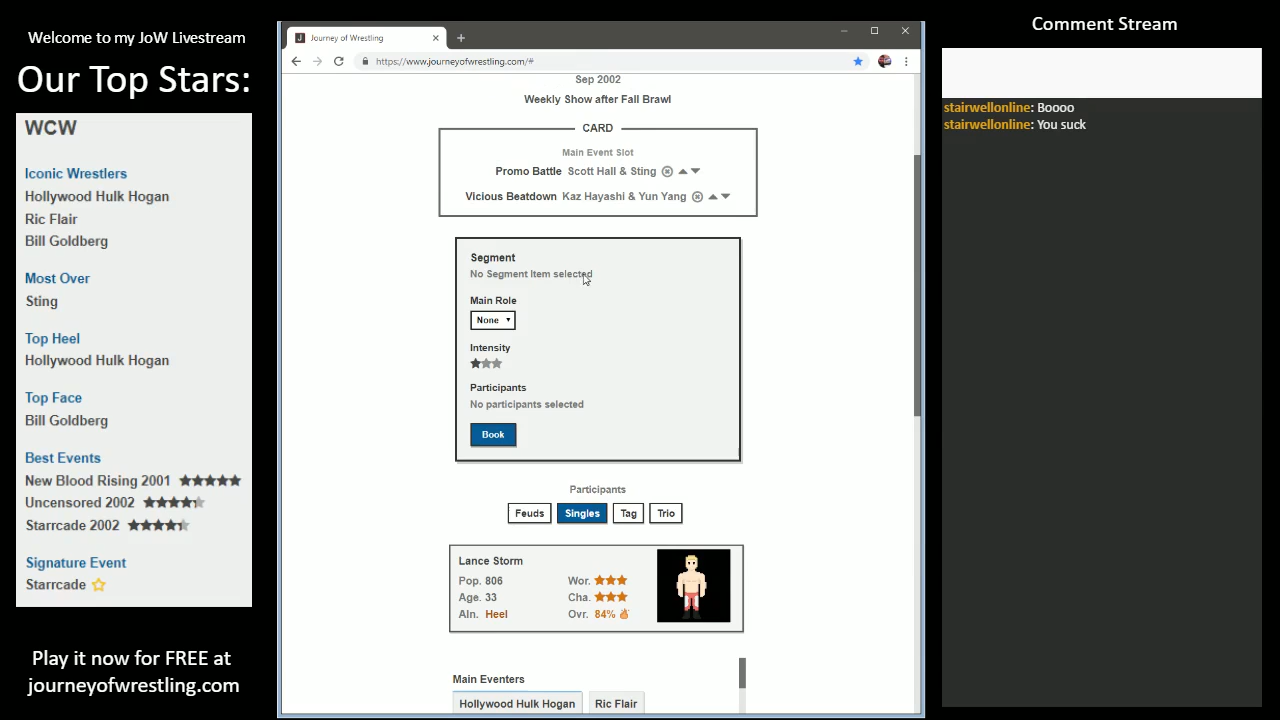 Welcome to my JoW Livestream
Our Top Stars:
WCW
Iconic Wrestlers
Hollywood Hulk Hogan
Ric Flair
Bill Goldberg
Most Over
Sting
Top Heel
Hollywood Hulk Hogan
Top Face
Bill Goldberg
Best Events
New Blood Rising 2001
Uncensored 2002
Starrcade 2002
Signature Event
Starrcade
Play it now for FREE at
journeyofwrestling.com
J Journey of Wrestling
https://www.journeyofwrestling.com/#
Sep 2002
Weekly Show after Fall Brawl
CARD
Main Event Slot
Promo Battle Scott Hall & Sting
Vicious Beatdown Kaz Hayashi & Yun Yang
Segment
No Segment Item selected
Main Role
None
Intensity
Participants
No participants selected
Book
Participants
Feuds Singles Tag Trio
Lance Storm
Pop. 806 Wor.
Age. 33 Cha.
Aln. Heel Ovr. 84%
Main Eventers
Hollywood Hulk Hogan Ric Flair
Comment Stream
stairwellonline: Boooo
stairwellonline: You suck